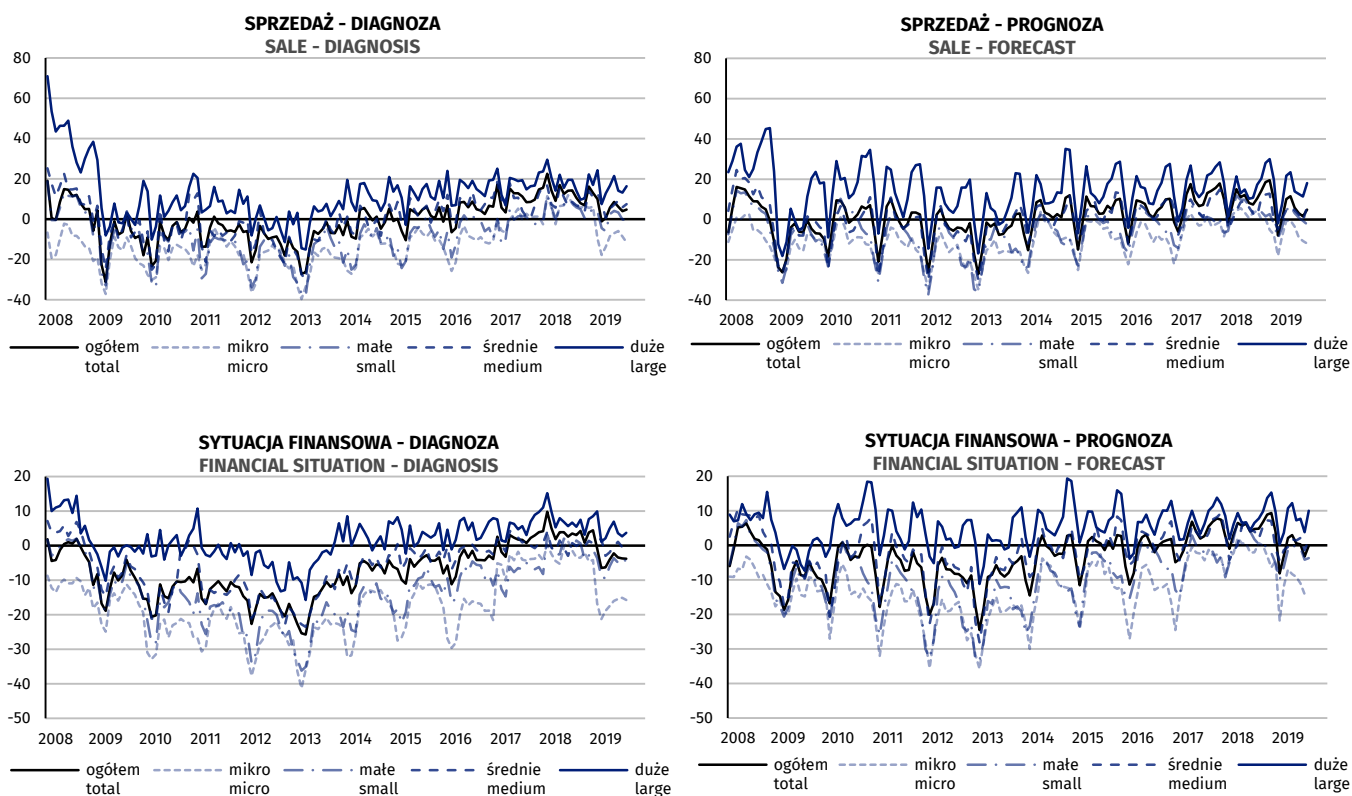 SPRZEDAŻ - DIAGNOZA
SALE - DIAGNOSIS
80
60
40
20
0
-20
-40
2008 2009 2010 2011 2012 2013 2014 2015 2016 2017 2018 2019
ogółem mikro małe średnie duże
total micro small medium large
SPRZEDAŻ - PROGNOZA
SALE - FORECAST
80
60
40
20
0
-20
-40
2008 2009 2010 2011 2012 2013 2014 2015 2016 2017 2018 2019
ogółem mikro małe średnie duże
total micro small medium large
SYTUACJA FINANSOWA - DIAGNOZA
FINANCIAL SITUATION - DIAGNOSIS
20
10
0
-10
-20
-30
-40
-50
2008 2009 2010 2011 2012 2013 2014 2015 2016 2017 2018 2019
ogółem mikro małe średnie duże
total micro small medium large
SYTUACJA FINANSOWA - PROGNOZA
FINANCIAL SITUATION - FORECAST
20
10
0
-10
-20
-30
-40
-50
2008 2009 2010 2011 2012 2013 2014 2015 2016 2017 2018 2019
ogółem mikro małe średnie duże
total micro small medium large